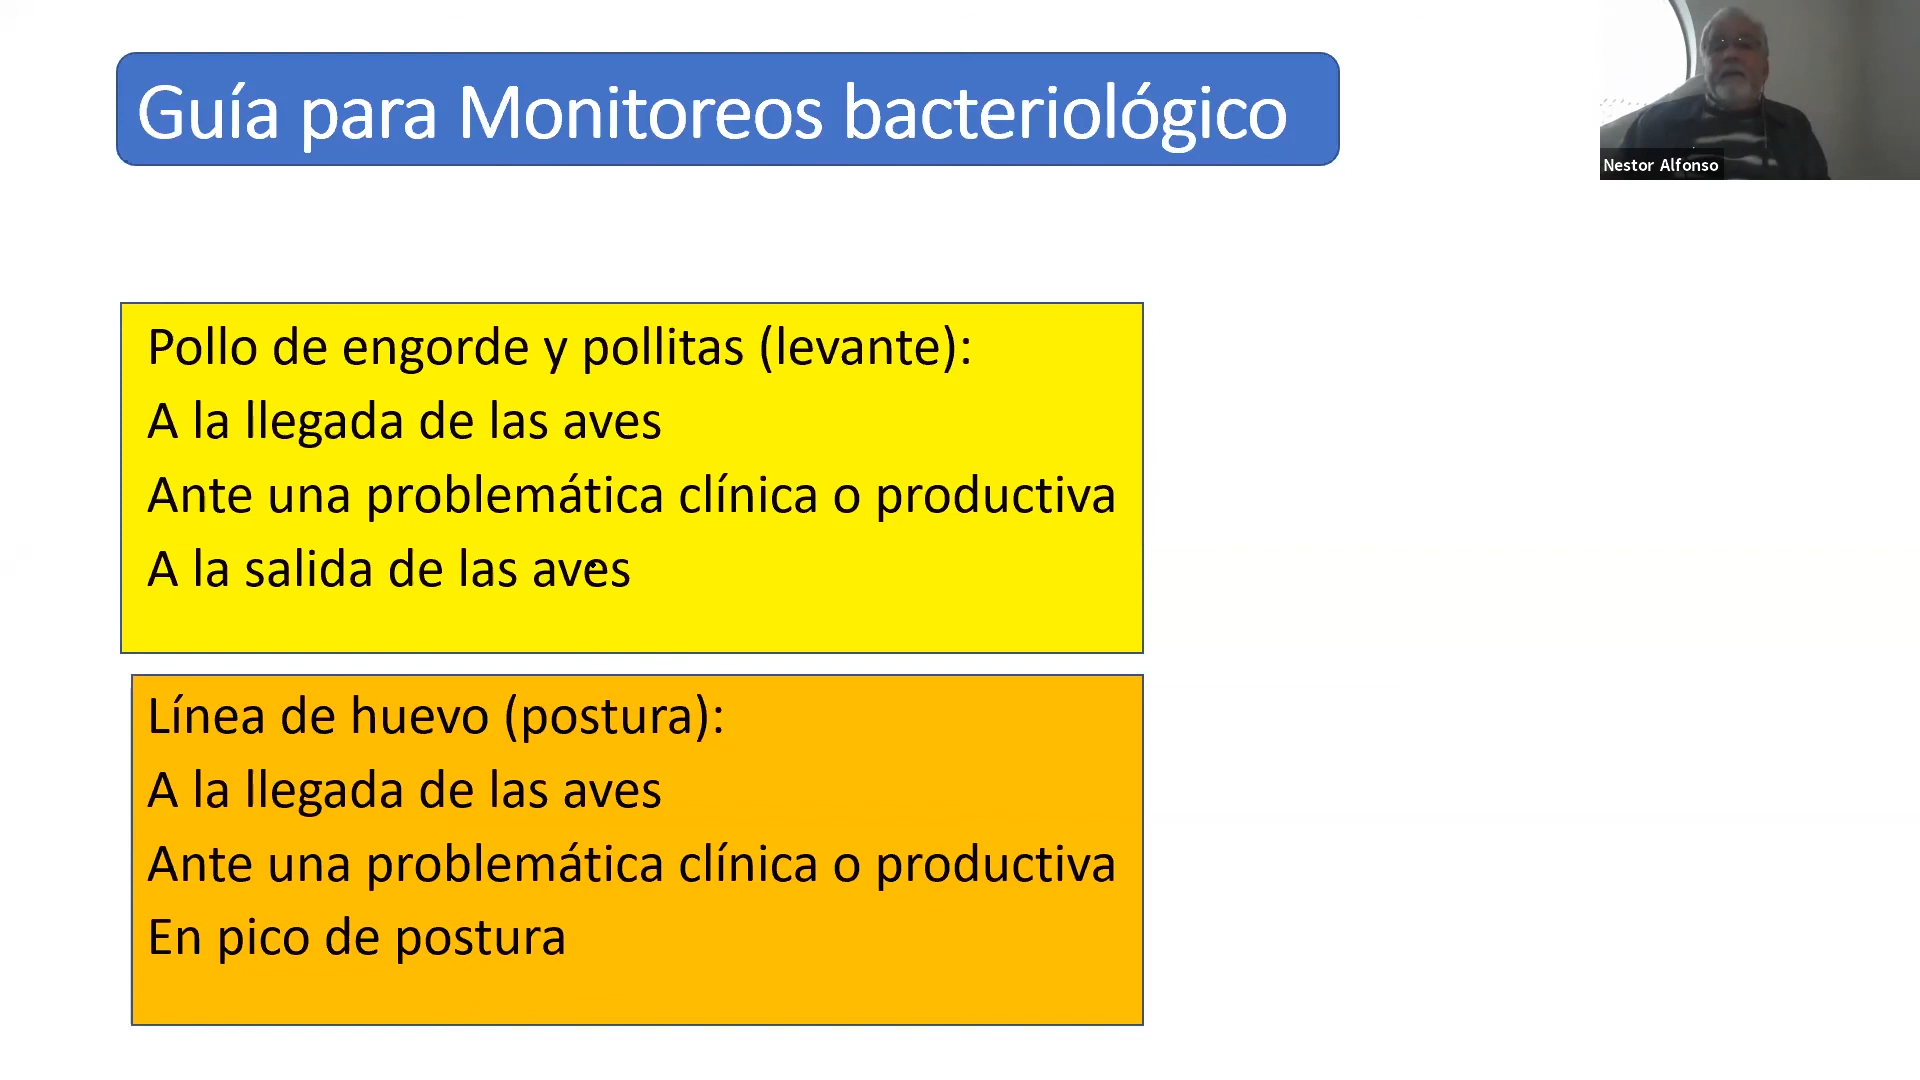 Guía para Monitoreos bacteriológico
Nestor Alfonso
Pollo de engorde y pollitas (levante):
A la llegada de las aves
Ante una problemática clínica o productiva
A la salida de las aves
Línea de huevo (postura):
A la llegada de las aves
Ante una problemática clínica o productiva
En pico de postura